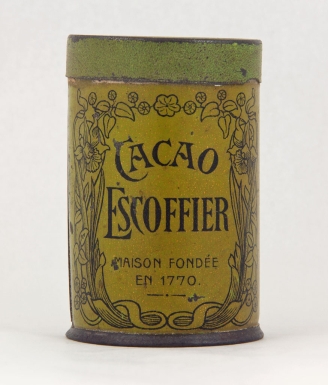 CACAO
ESCOFFIER
MAISON FONDÉE
EN 1770.